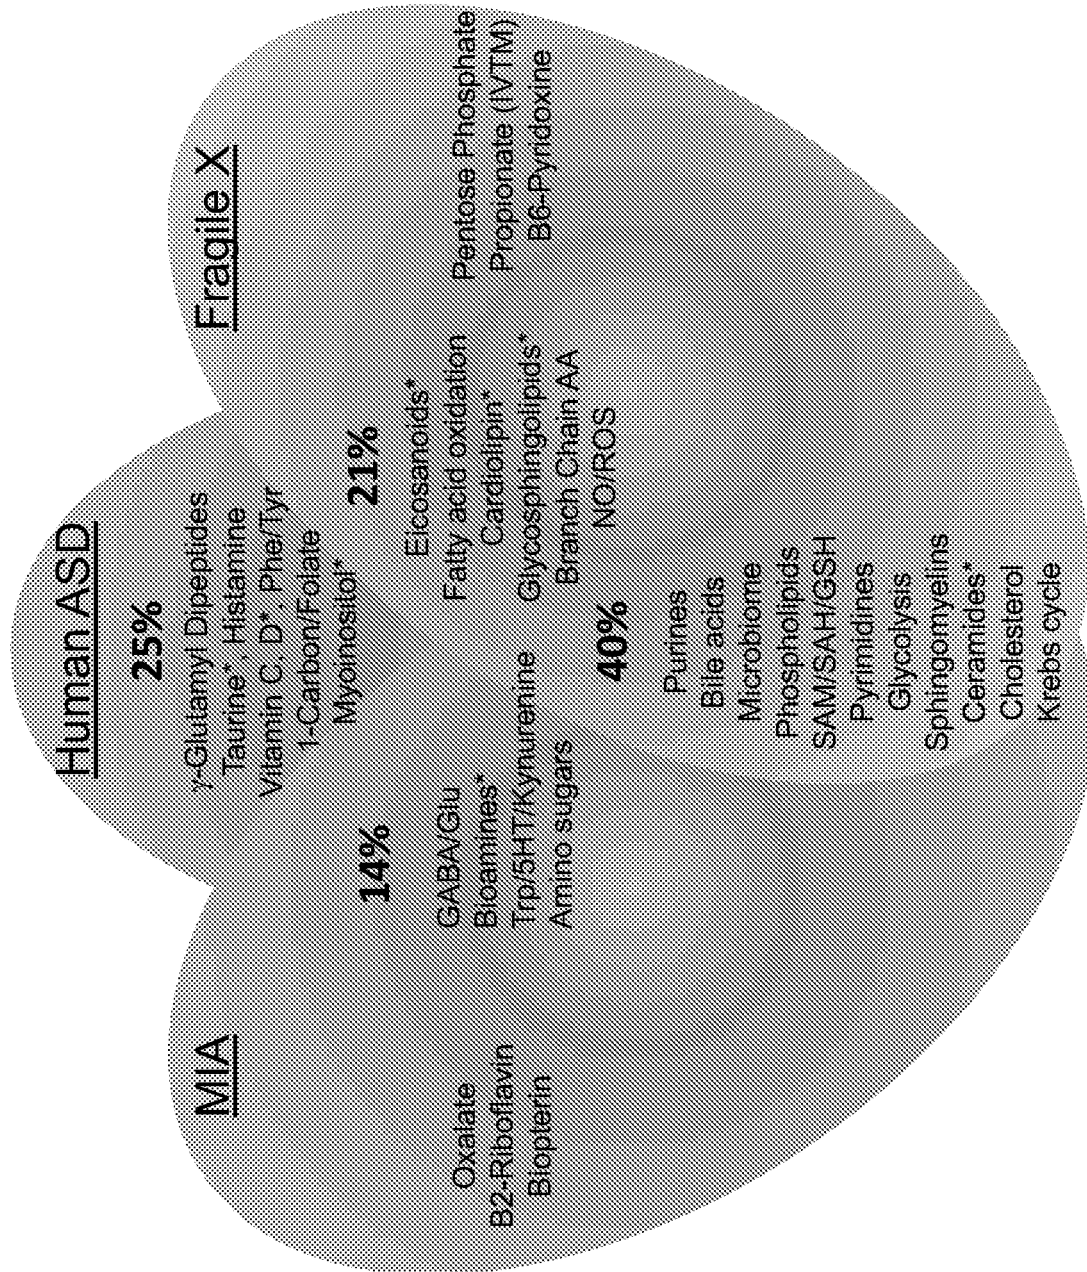 Human ASD
25%
γ-Glutamyl Dipeptides
Taurine*, Histamine
Vitamin C, D*, Phe/Tyr
1-Carbon/Folate
Myoinositol*
MIA
Oxalate
B2-Riboflavin
Biopterin
14%
GABA/Glu
Bioamines*
Trp/5HT/Kynurenine
Amino sugars
21%
Eicosanoids*
Fatty acid oxidation
Cardiolipin*
Glycosphingolipids*
Branch Chain AA
NO/ROS
Fragile X
Pentose Phosphate
Propionate (IVTM)
B6-Pyridoxine
40%
Purines
Bile acids
Microbiome
Phospholipids
SAM/SAH/GSH
Pyrimidines
Glycolysis
Sphingomyelins
Ceramides*
Cholesterol
Krebs cycle